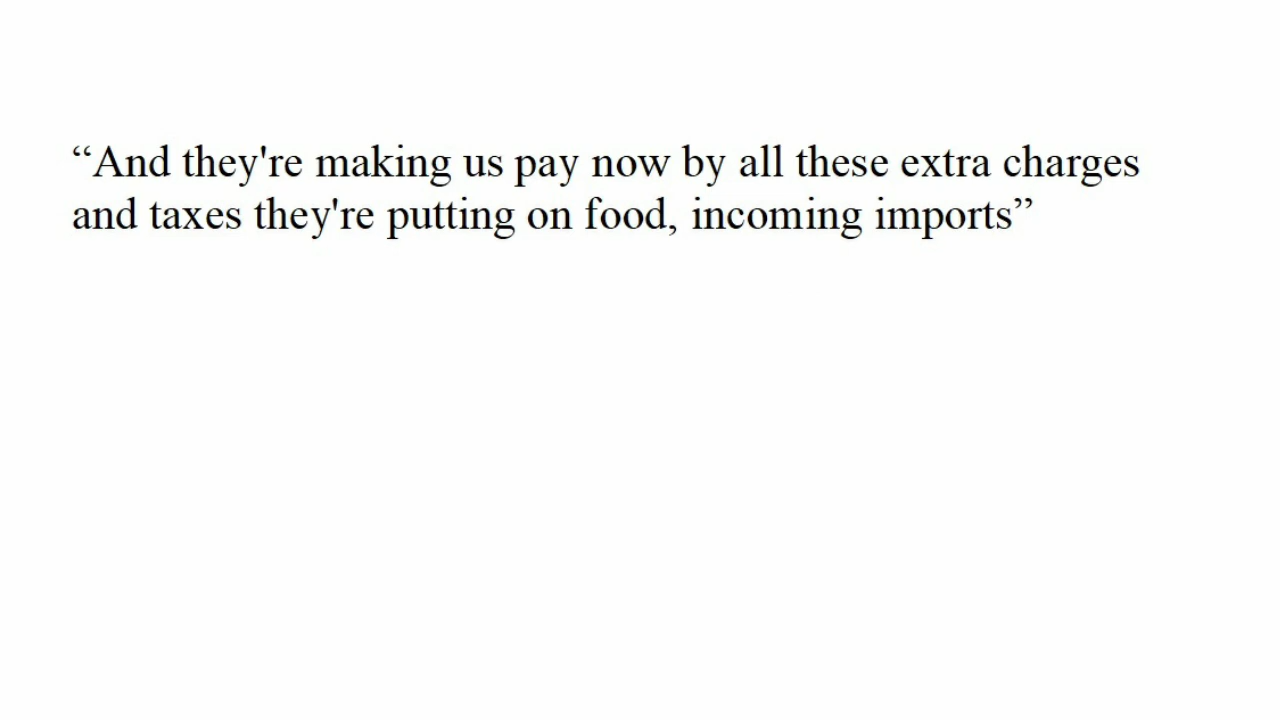 “And they're making us pay now by all these extra charges
and taxes they're putting on food, incoming imports”